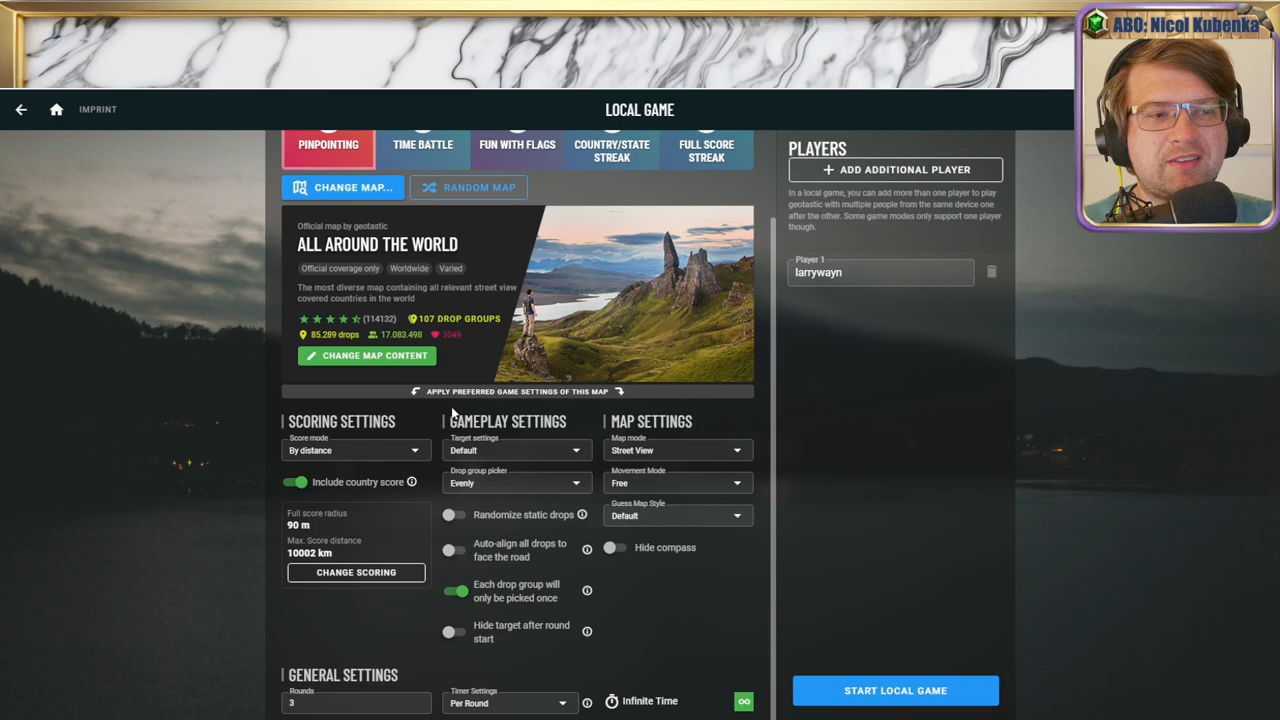 ABO: Nicol Kubenka
IMPRINT
LOCAL GAME
PINPOINTING
TIME BATTLE
FUN WITH FLAGS
COUNTRY/STATE
STREAK
FULL SCORE
STREAK
CHANGE MAP...
RANDOM MAP
Official map by geotastic
ALL AROUND THE WORLD
Official coverage only
Worldwide
Varied
The most diverse map containing all relevant street view
covered countries in the world
(114132)
107 DROP GROUPS
85.289 drops
17.083.498
3049
CHANGE MAP CONTENT
APPLY PREFERRED GAME SETTINGS OF THIS MAP
SCORING SETTINGS
Score mode
By distance
Include country score
Full score radius
90 m
Max. Score distance
10002 km
CHANGE SCORING
GAMEPLAY SETTINGS
Target settings
Default
Drop group picker
Evenly
Randomize static drops
Auto-align all drops to
face the road
Each drop group will
only be picked once
Hide target after round
start
MAP SETTINGS
Map mode
Street View
Movement Mode
Free
Guess Map Style
Default
Hide compass
GENERAL SETTINGS
Rounds
3
Timer Settings
Per Round
Infinite Time
PLAYERS
ADD ADDITIONAL PLAYER
In a local game, you can add more than one player to play
geotastic with multiple people from the same device one
after the other. Some game modes only support one player
though.
Player 1
larrywayn
START LOCAL GAME